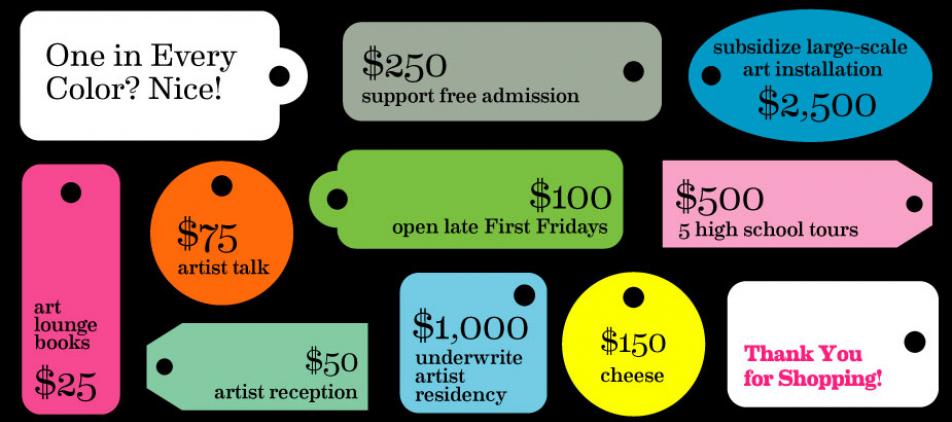 One in Every
Color? Nice!
$250
support free admission
subsidize large-scale
art installation
$2,500
art
lounge
books
$25
$75
artist talk
$100
open late First Fridays
$500
5 high school tours
$50
artist reception
$1,000
underwrite
artist
residency
$150
cheese
Thank You
for Shopping!